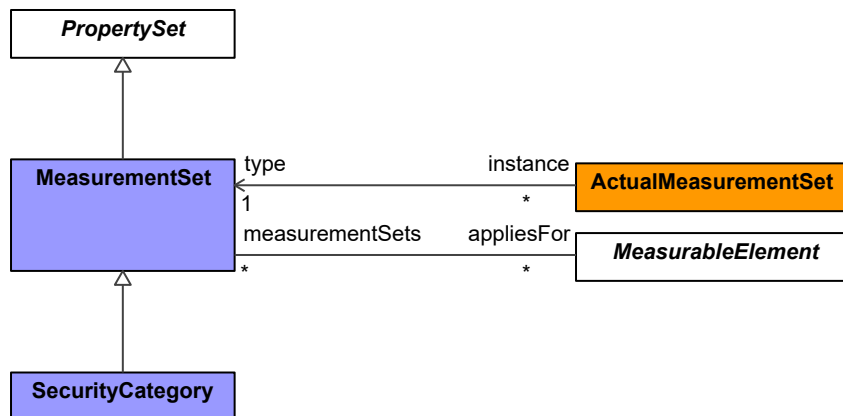 PropertySet
MeasurementSet
type
instance
1
*
ActualMeasurementSet
measurementSets
appliesFor
*
*
MeasurableElement
SecurityCategory